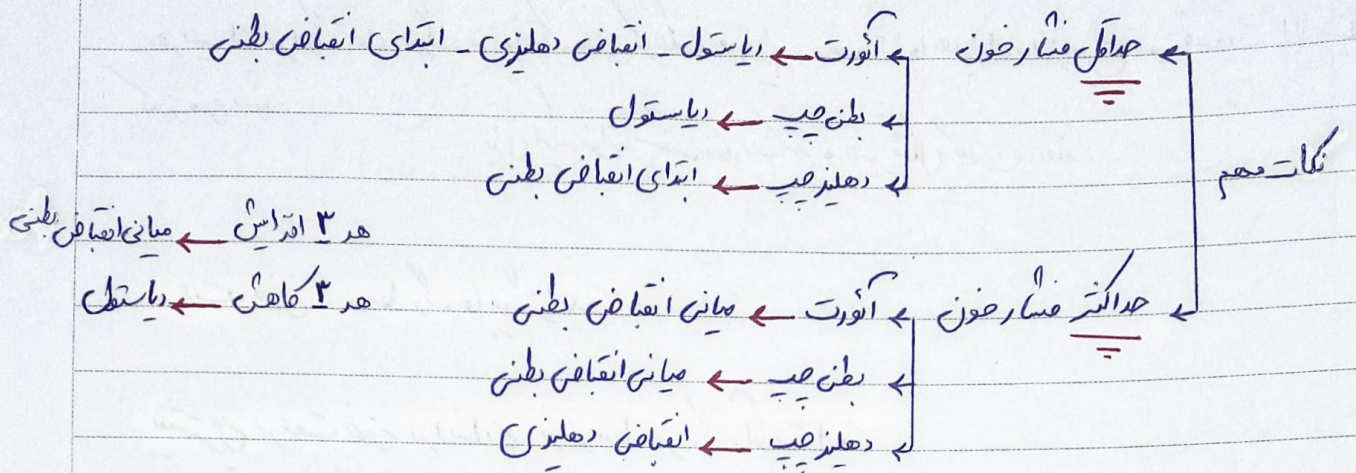 نکات مهم
حداقل فشار خون ← آئورت ← دیاستول - انقباض دهلیزی - ابتدای انقباض بطنی
← بطن چپ ← دیاستول
← دهلیز چپ ← ابتدای انقباض بطنی
هر ۳ افزایش ← میانی انقباض بطنی
هر ۳ کاهش ← دیاستول
حداکثر فشار خون ← آئورت ← میانی انقباض بطنی
← بطن چپ ← میانی انقباض بطنی
← دهلیز چپ ← انقباض دهلیزی